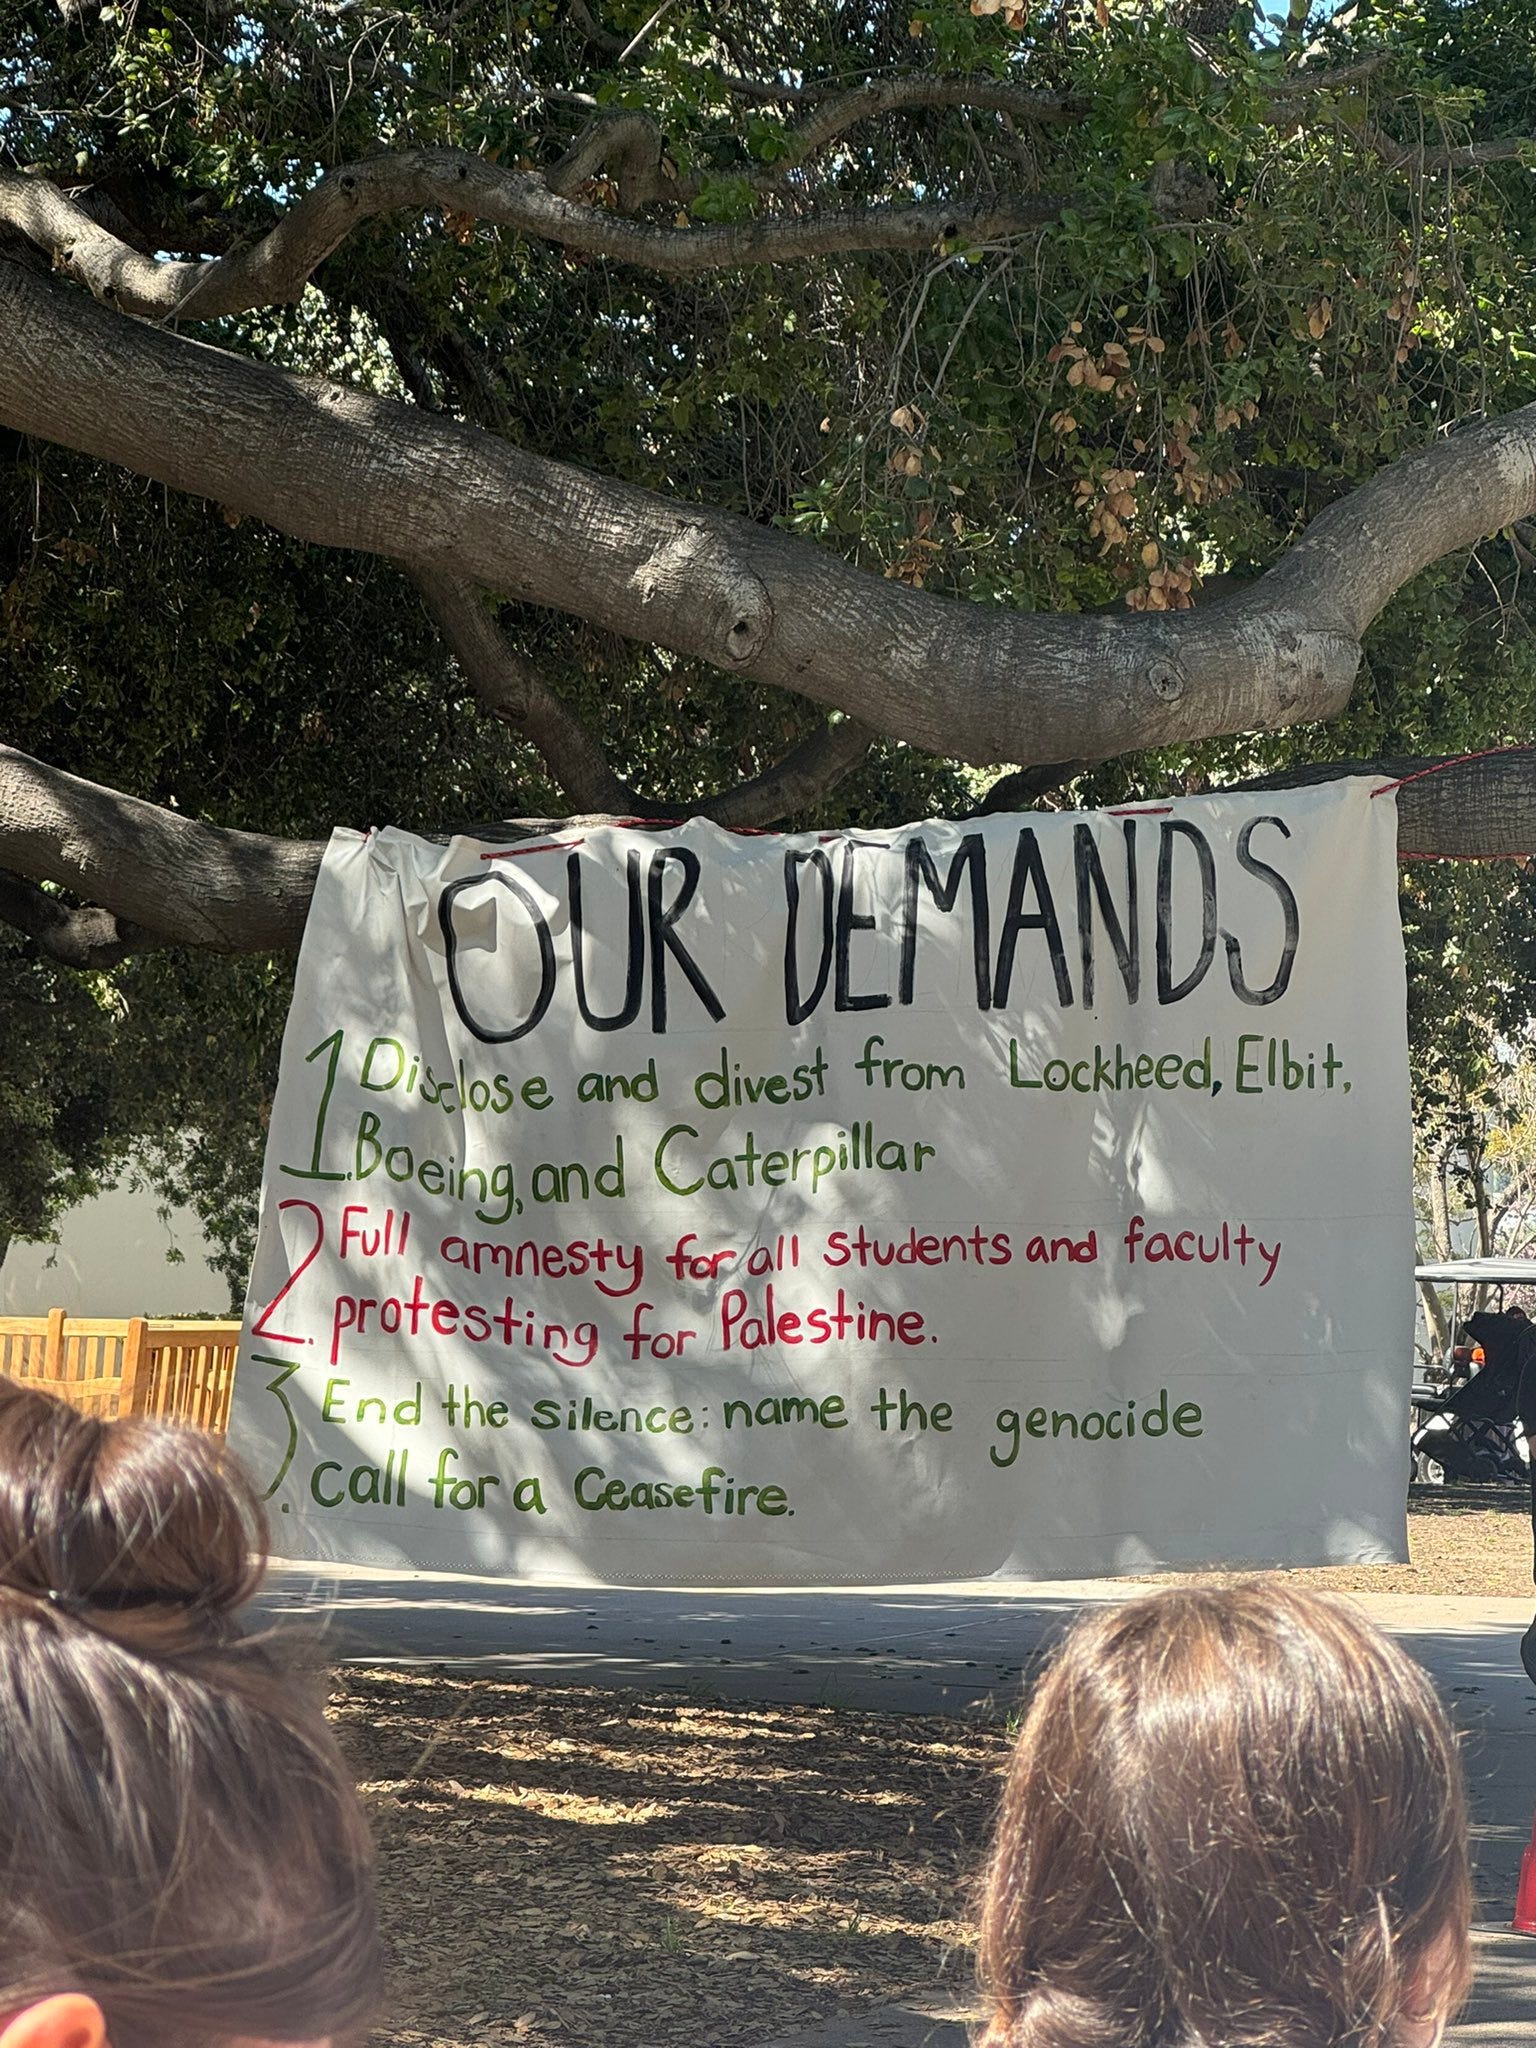 OUR DEMANDS
1. Disclose and divest from Lockheed, Elbit,
Boeing, and Caterpillar
2. Full amnesty for all students and faculty
protesting for Palestine.
3. End the silence: name the genocide
call for a Ceasefire.